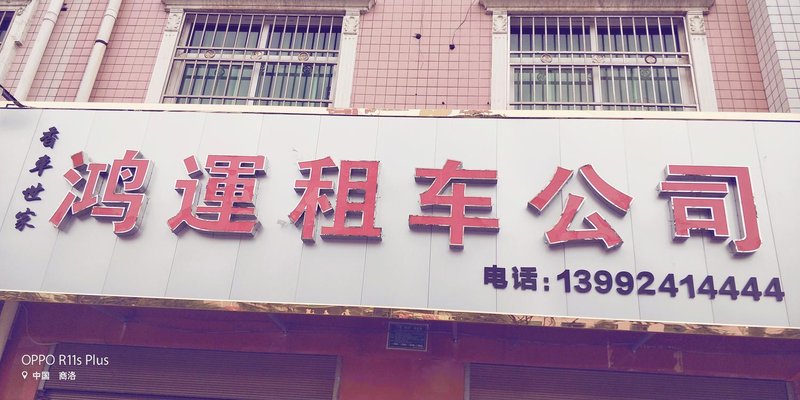 香車世家
鸿運租车公司
电话:13992414444
OPPO R11s Plus
中国 商洛